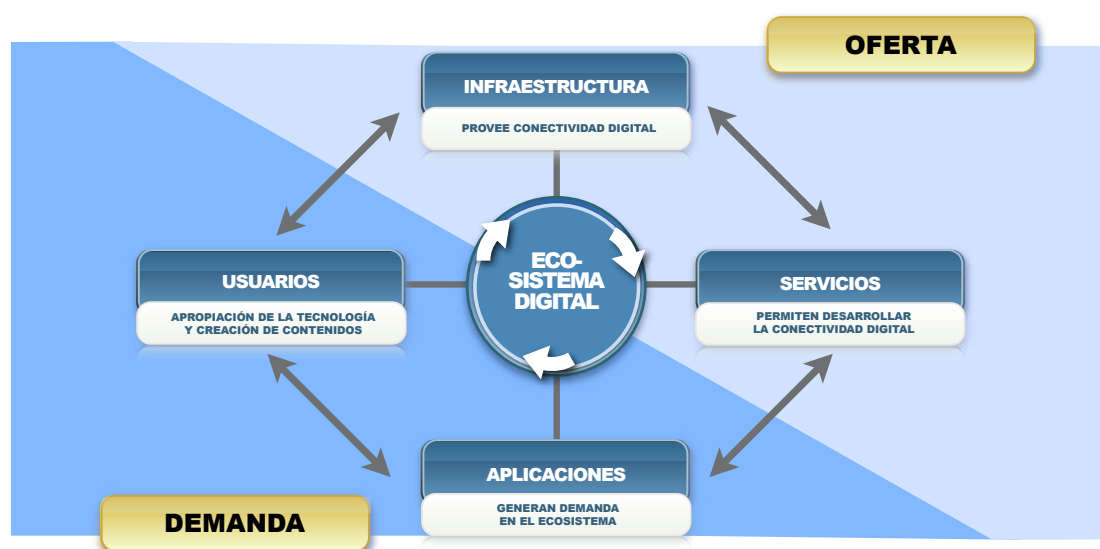 OFERTA
INFRAESTRUCTURA
PROVEE CONECTIVIDAD DIGITAL
USUARIOS
APROPIACIÓN DE LA TECNOLOGÍA
Y CREACIÓN DE CONTENIDOS
ECO-
SISTEMA
DIGITAL
SERVICIOS
PERMITEN DESARROLLAR
LA CONECTIVIDAD DIGITAL
APLICACIONES
GENERAN DEMANDA
EN EL ECOSISTEMA
DEMANDA